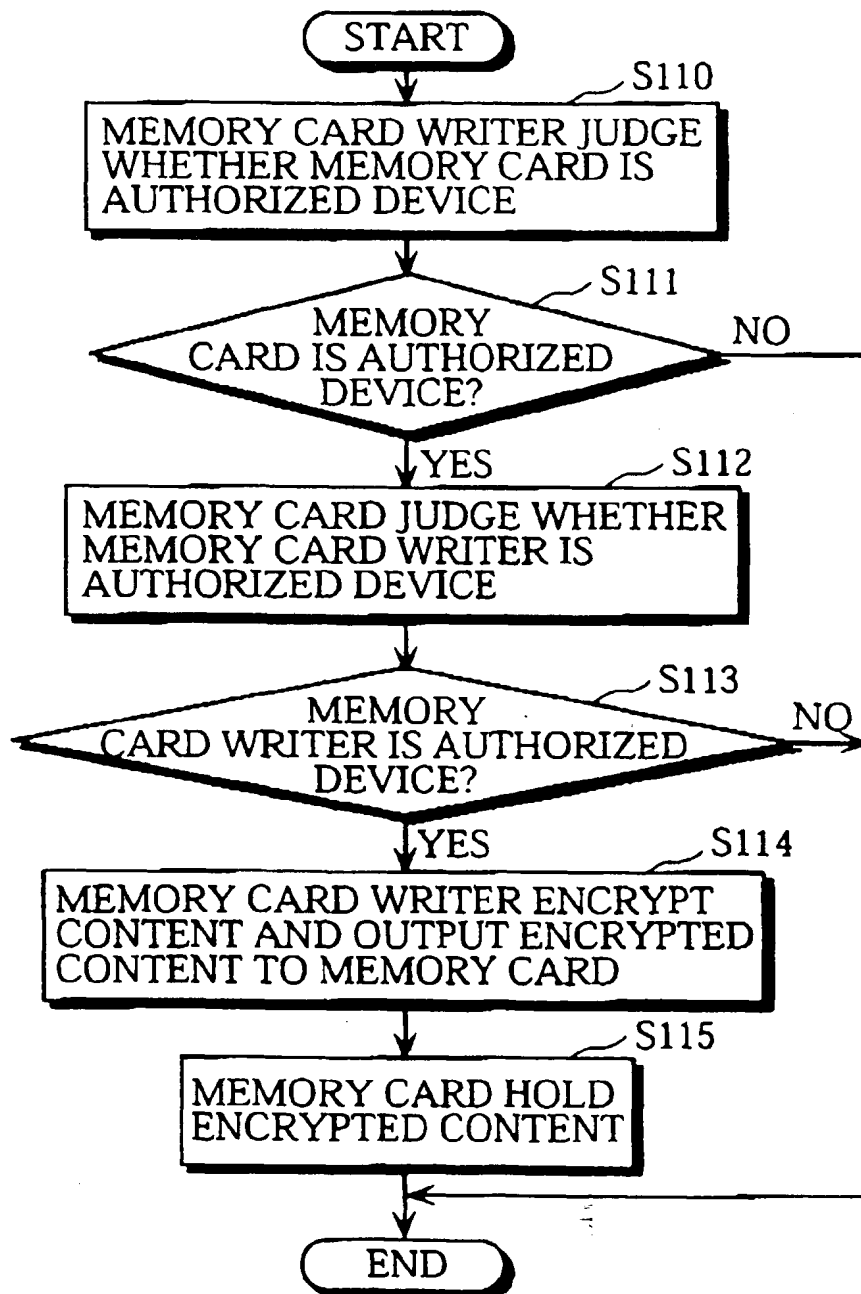 START
S110
MEMORY CARD WRITER JUDGE
WHETHER MEMORY CARD IS
AUTHORIZED DEVICE
S111
MEMORY
CARD IS AUTHORIZED
DEVICE?
NO
YES
S112
MEMORY CARD JUDGE WHETHER
MEMORY CARD WRITER IS
AUTHORIZED DEVICE
S113
MEMORY
CARD WRITER IS AUTHORIZED
DEVICE?
NO
YES
S114
MEMORY CARD WRITER ENCRYPT
CONTENT AND OUTPUT ENCRYPTED
CONTENT TO MEMORY CARD
S115
MEMORY CARD HOLD
ENCRYPTED CONTENT
END